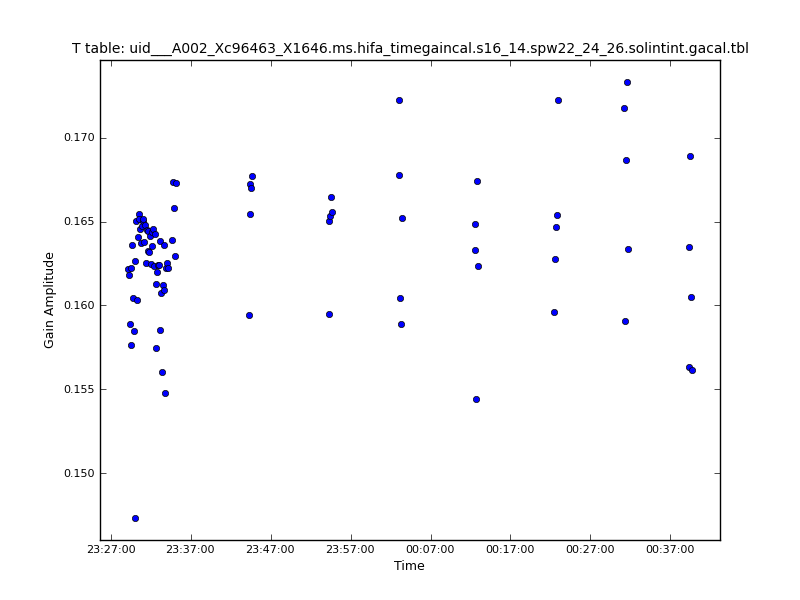 T table: uid___A002_Xc96463_X1646.ms.hifa_timegaincal.s16_14.spw22_24_26.solintint.gacal.tbl
0.170
0.165
0.160
0.155
0.150
Gain Amplitude
23:27:00 23:37:00 23:47:00 23:57:00 00:07:00 00:17:00 00:27:00 00:37:00
Time